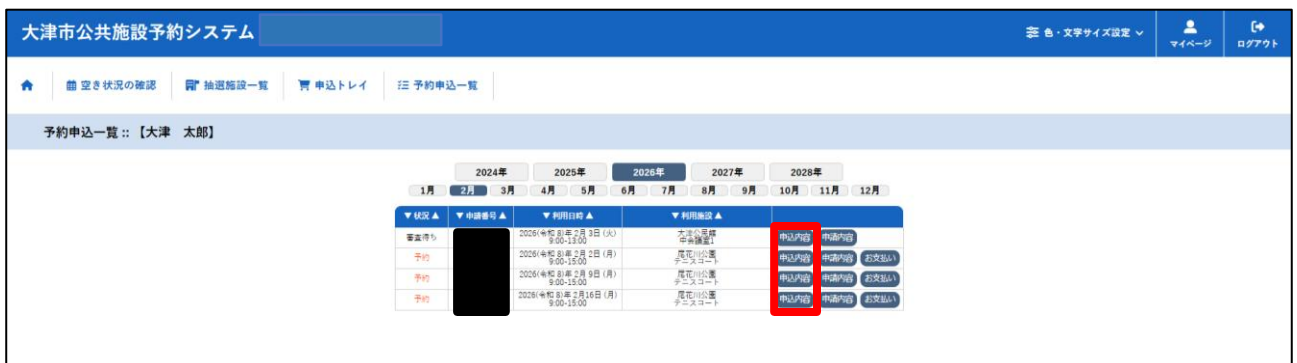 大津市公共施設予約システム
色・文字サイズ設定
マイページ
ログアウト
空き状況の確認
抽選施設一覧
申込トレイ
予約申込一覧
予約申込一覧::【大津 太郎】
2024年 2025年 2026年 2027年 2028年
1月 2月 3月 4月 5月 6月 7月 8月 9月 10月 11月 12月
▼状況▲ ▼申請番号▲ ▼利用日時▲ ▼利用施設▲
審査待ち 2026(令和 8)年 2月 3日 (火) 大津公民館
9:00-13:00 中会議室1
申込内容 申請内容
予約 2026(令和 8)年 2月 2日 (月) 尾花川公園
9:00-15:00 テニスコート
申込内容 申請内容 お支払い
予約 2026(令和 8)年 2月 9日 (月) 尾花川公園
9:00-15:00 テニスコート
申込内容 申請内容 お支払い
予約 2026(令和 8)年 2月16日 (月) 尾花川公園
9:00-15:00 テニスコート
申込内容 申請内容 お支払い